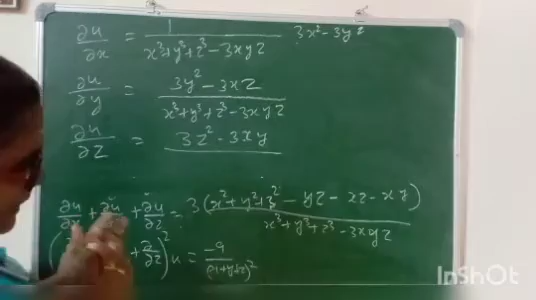 ∂u/∂x = 1/(x³+y³+z³-3xyz) 3x²-3yz
∂u/∂y = (3y²-3xz)/(x³+y³+z³-3xyz)
∂u/∂z = 3z²-3xy
∂u/∂x + ∂u + ∂u/∂z = 3(x²+y²+z²-yz-zz-xy)/(x³+y³+z³-3xyz)
( + ∂/∂z)² u = -9/(x+y+z)²
InShOt